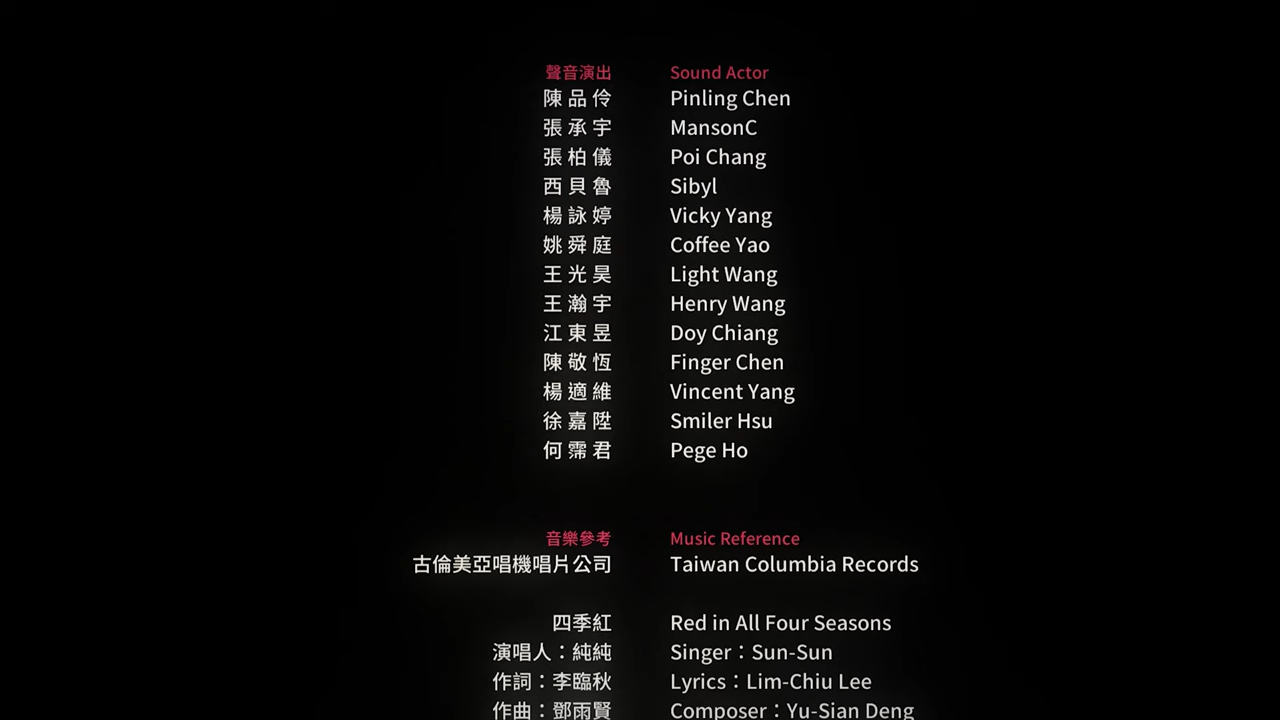 聲音演出 Sound Actor
陳品伶 Pinling Chen
張承宇 MansonC
張柏儀 Poi Chang
西貝魯 Sibyl
楊詠婷 Vicky Yang
姚舜庭 Coffee Yao
王光昊 Light Wang
王瀚宇 Henry Wang
江東昱 Doy Chiang
陳敬恆 Finger Chen
楊適維 Vincent Yang
徐嘉陞 Smiler Hsu
何霈君 Pege Ho
音樂參考 Music Reference
古倫美亞唱機唱片公司 Taiwan Columbia Records
四季紅 Red in All Four Seasons
演唱人：純純 Singer：Sun-Sun
作詞：李臨秋 Lyrics：Lim-Chiu Lee
作曲：鄧雨賢 Composer：Yu-Sian Deng